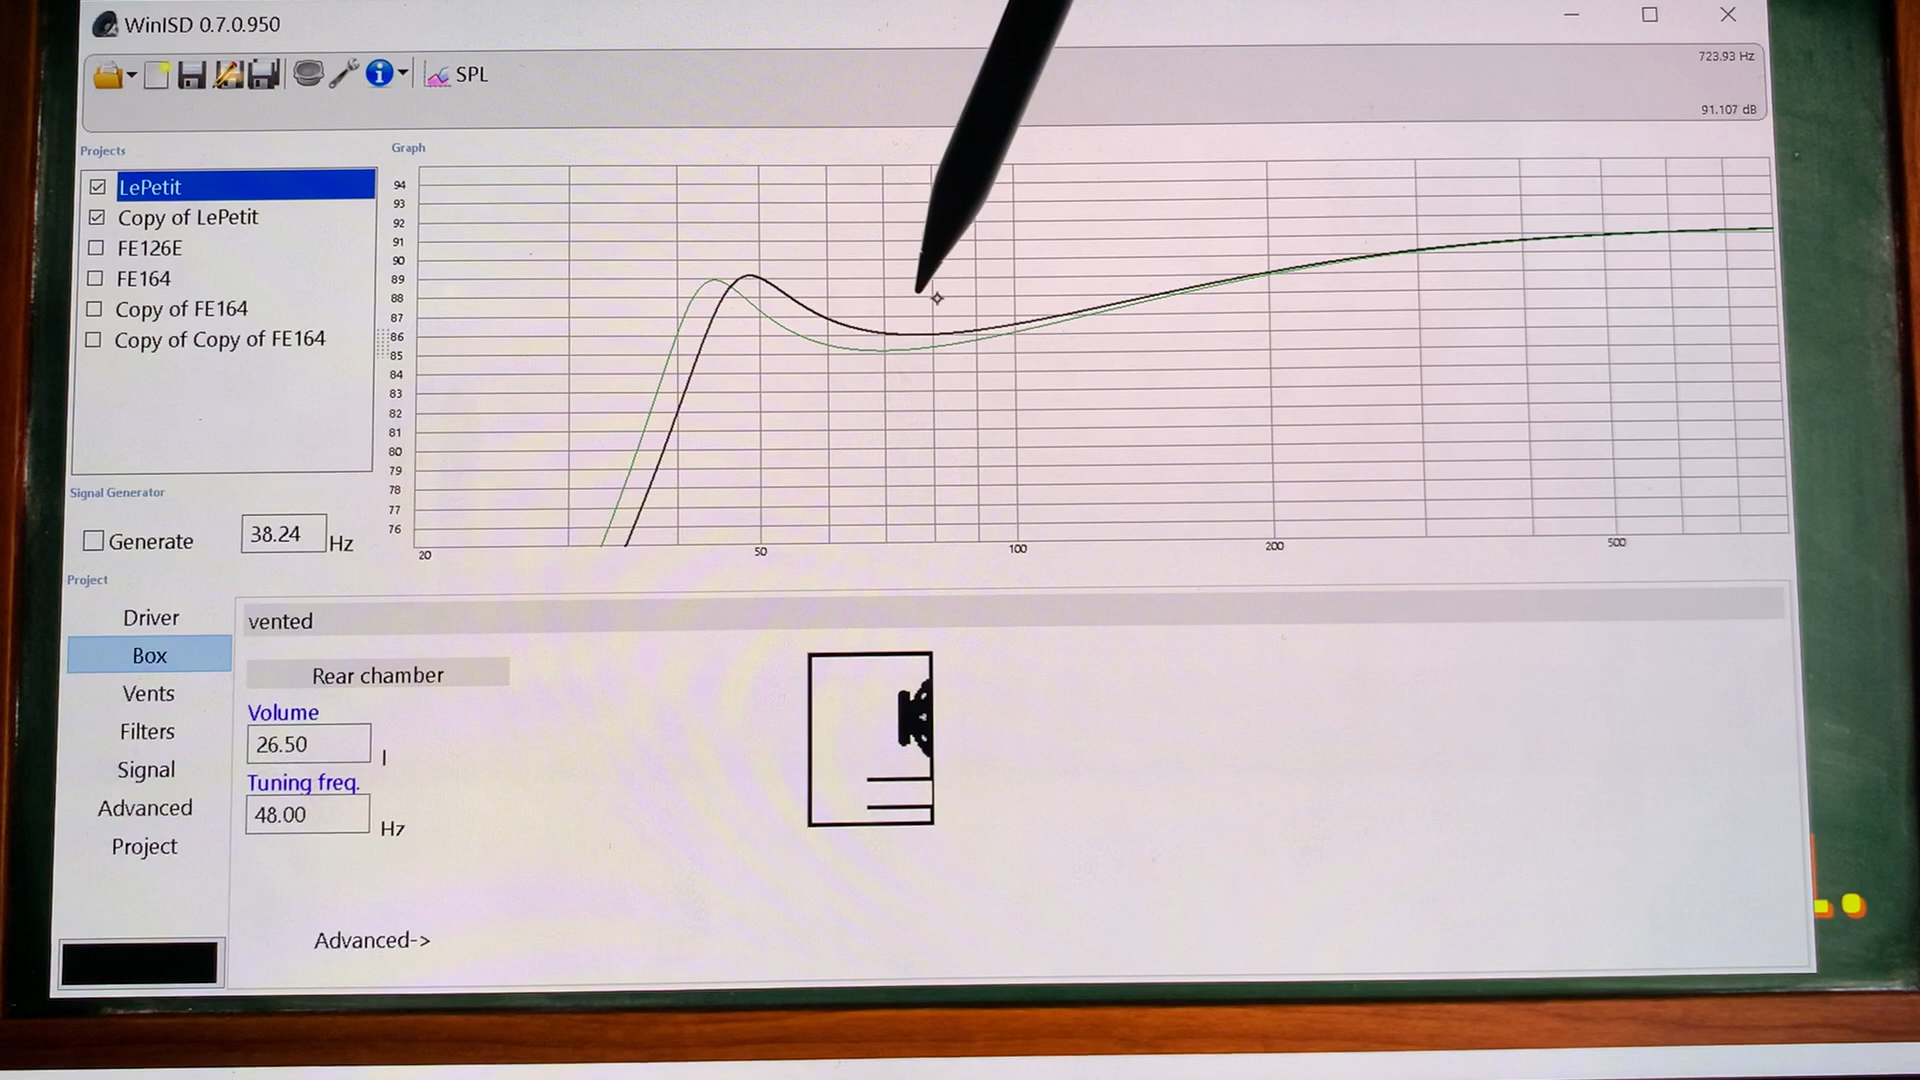 WinISD 0.7.0.950
SPL
723.93 Hz
91.107 dB
Projects
LePetit
Copy of LePetit
FE126E
FE164
Copy of FE164
Copy of Copy of FE164
Graph
94
93
92
91
90
89
88
87
86
85
84
83
82
81
80
79
78
77
76
20
50
100
200
500
Signal Generator
Generate
38.24
Hz
Project
Driver
Box
Vents
Filters
Signal
Advanced
Project
vented
Rear chamber
Volume
26.50
l
Tuning freq.
48.00
Hz
Advanced->